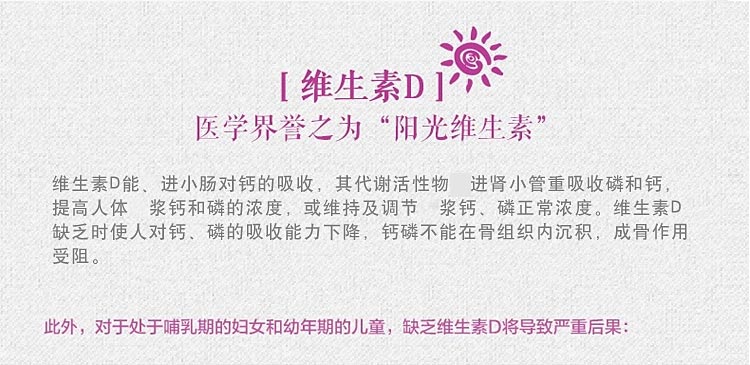 [ 维生素D ]
医学界誉之为“阳光维生素”
维生素D能、进小肠对钙的吸收，其代谢活性物 进肾小管重吸收磷和钙，
提高人体 浆钙和磷的浓度，或维持及调节 浆钙、磷正常浓度。维生素D
缺乏时使人对钙、磷的吸收能力下降，钙磷不能在骨组织内沉积，成骨作用
受阻。
此外，对于处于哺乳期的妇女和幼年期的儿童，缺乏维生素D将导致严重后果：